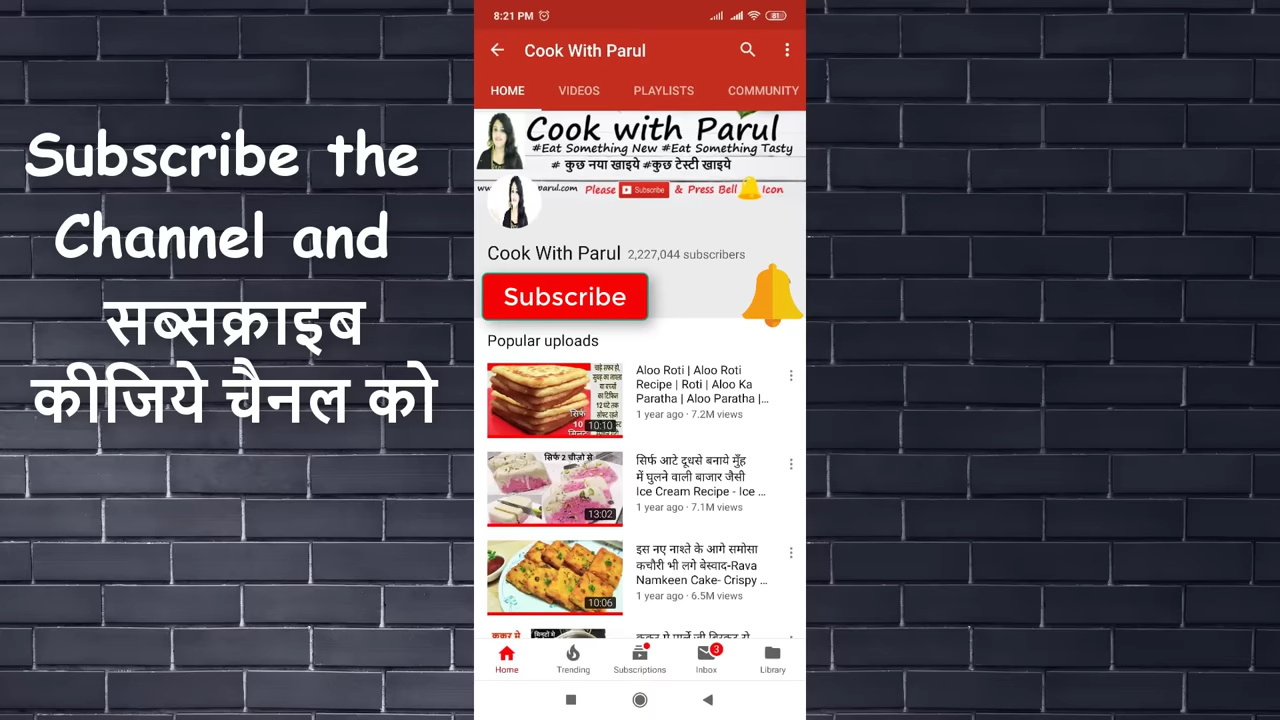 Subscribe the
Channel and
सब्सक्राइब
कीजिये चैनल को
8:21 PM
81
Cook With Parul
HOME VIDEOS PLAYLISTS COMMUNITY
Cook with Parul
#Eat Something New #Eat Something Tasty
# कुछ नया खाइये #कुछ टेस्टी खाइये
parul.com Please Subscribe & Press Bell Icon
Cook With Parul 2,227,044 subscribers
Subscribe
Popular uploads
Aloo Roti | Aloo Roti
Recipe | Roti | Aloo Ka
Paratha | Aloo Paratha |...
1 year ago · 7.2M views
सिर्फ
10
10:10
सिर्फ आटे दूधसे बनाये मुँह
में घुलने वाली बाजार जैसी
Ice Cream Recipe - Ice ...
1 year ago · 7.1M views
सिर्फ 2 चीज़ो से
13:02
इस नए नाश्ते के आगे समोसा
कचौरी भी लगे बेस्वाद-Rava
Namkeen Cake- Crispy ...
1 year ago · 6.5M views
10:06
Home Trending Subscriptions Inbox Library
3